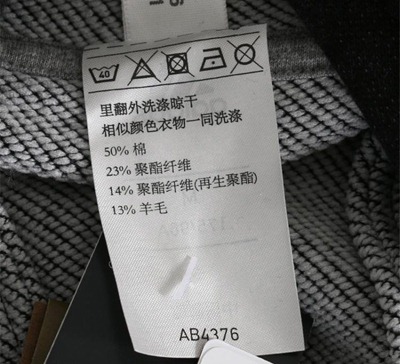 40
里翻外洗涤晾干
相似颜色衣物一同洗涤
50% 棉
23% 聚酯纤维
14% 聚酯纤维(再生聚酯)
13% 羊毛
AB4376